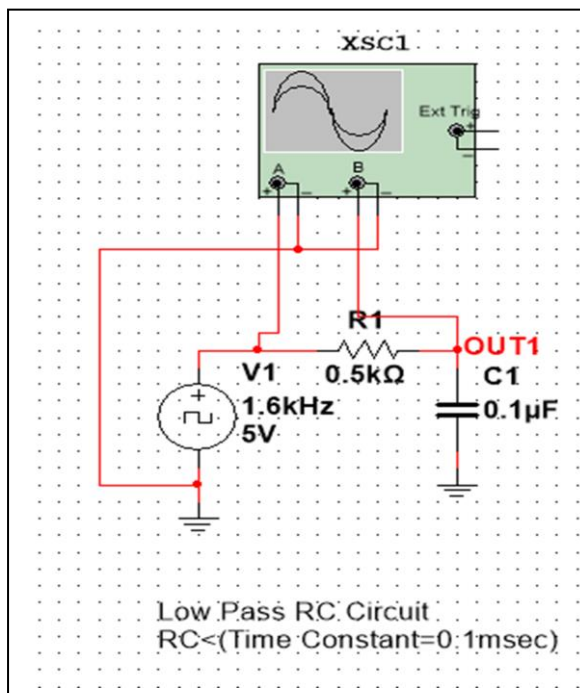 XSC1
Ext Trig
+
−
A
B
+
−
+
−
R1
OUT1
V1
0.5kΩ
C1
+
1.6kHz
0.1µF
5V
Low Pass RC Circuit
RC<(Time Constant=0.1msec)